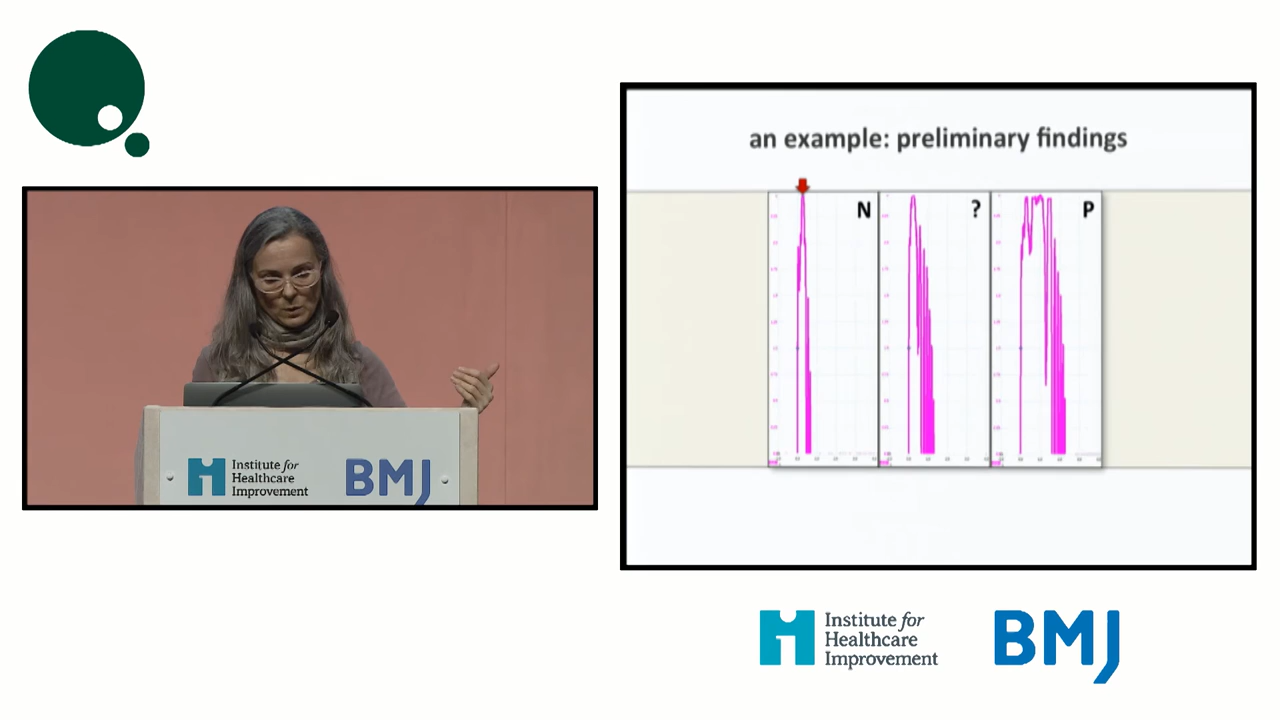 an example: preliminary findings
N
?
P
Institute for
Healthcare
Improvement
BMJ
Institute for
Healthcare
Improvement
BMJ